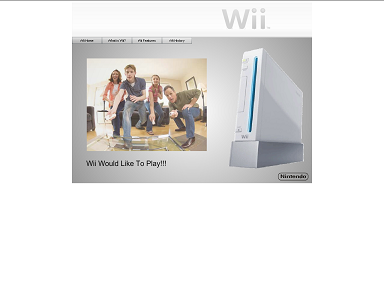 Wii
Wii Home What is Wii? Wii Features Wii History
Wii Would Like To Play!!!
Wii
Nintendo